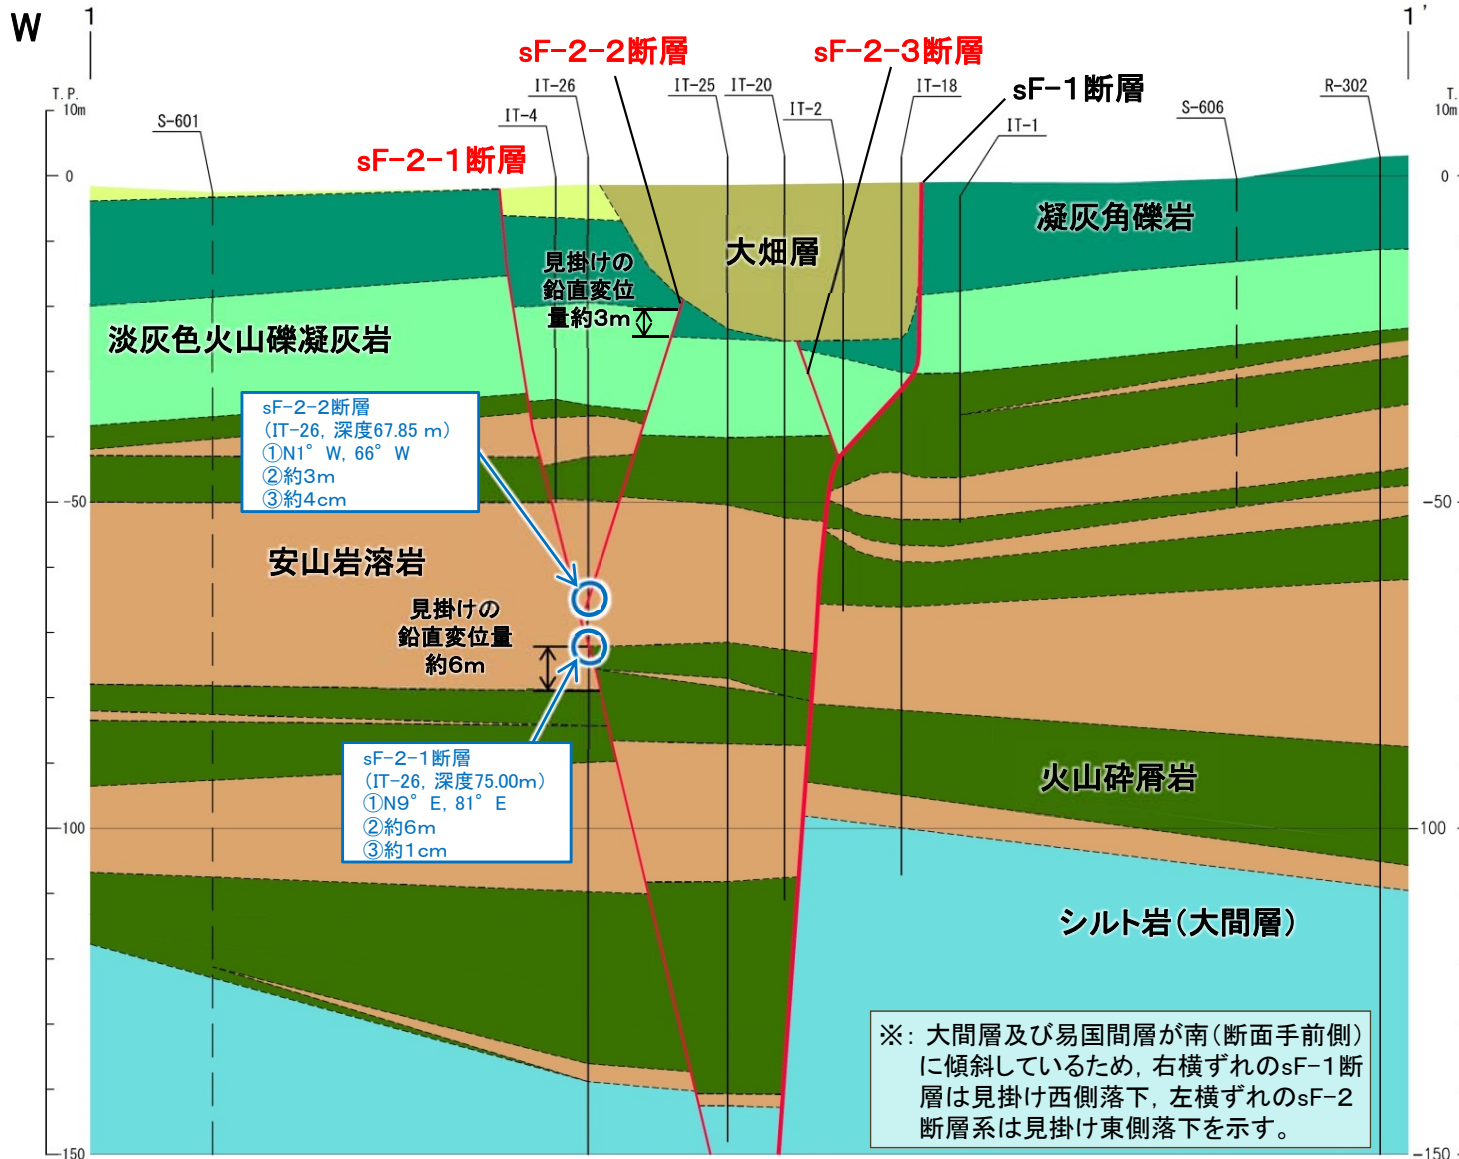 W
1
1'
sF-2-2断層
sF-2-3断層
T.P.
10m
S-601
IT-4
IT-26
IT-25
IT-20
IT-2
IT-18
sF-1断層
IT-1
S-606
R-302
T.
10m
sF-2-1断層
0
0
凝灰角礫岩
大畑層
見掛けの
鉛直変位
量約3m
淡灰色火山礫凝灰岩
sF-2-2断層
(IT-26, 深度67.85 m)
①N1°W, 66°W
②約3m
③約4cm
-50
-50
安山岩溶岩
見掛けの
鉛直変位量
約6m
sF-2-1断層
(IT-26, 深度75.00m)
①N9°E, 81°E
②約6m
③約1cm
火山砕屑岩
-100
-100
シルト岩(大間層)
※: 大間層及び易国間層が南(断面手前側)
に傾斜しているため, 右横ずれのsF-1断
層は見掛け西側落下, 左横ずれのsF-2
断層系は見掛け東側落下を示す。
-150
-150